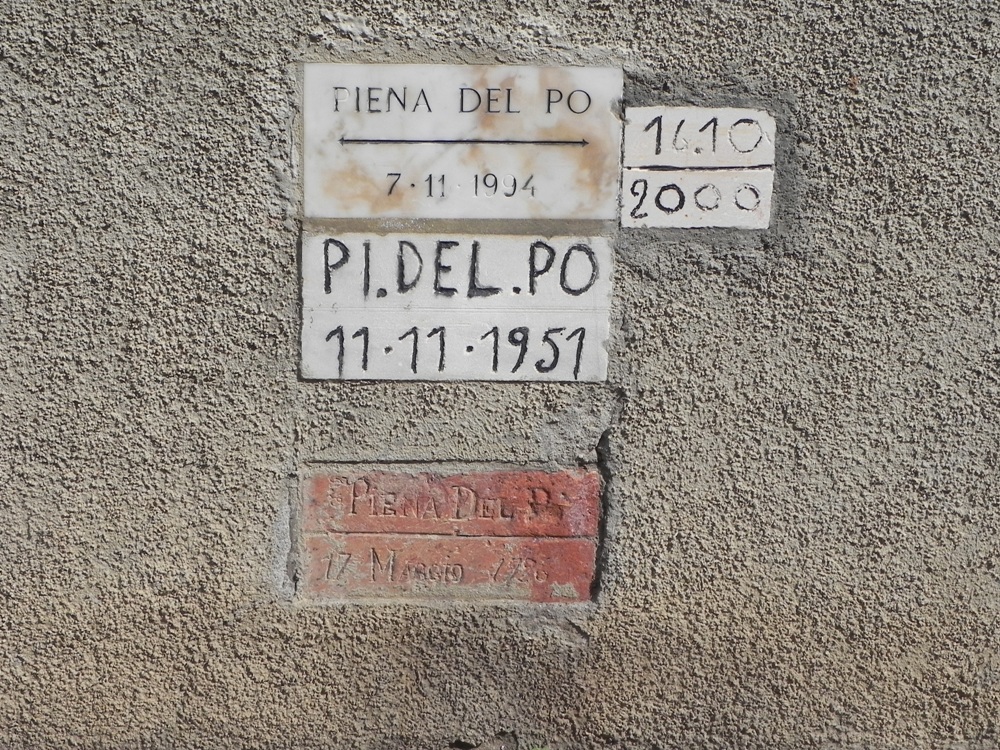 PIENA DEL PO
7·11 1994
16.10
2000
PI.DEL.PO
11·11·1951
PIENA DEL PO
17 MAGGIO